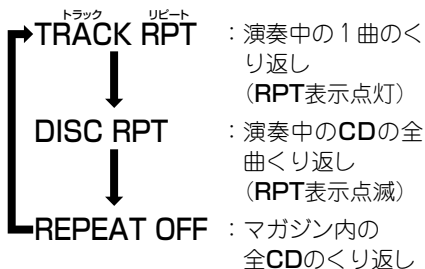 トラック リピート
TRACK RPT ：演奏中の1曲のく
り返し
（RPT表示点灯）
DISC RPT ：演奏中のCDの全
曲くり返し
（RPT表示点滅）
REPEAT OFF ：マガジン内の
全CDのくり返し